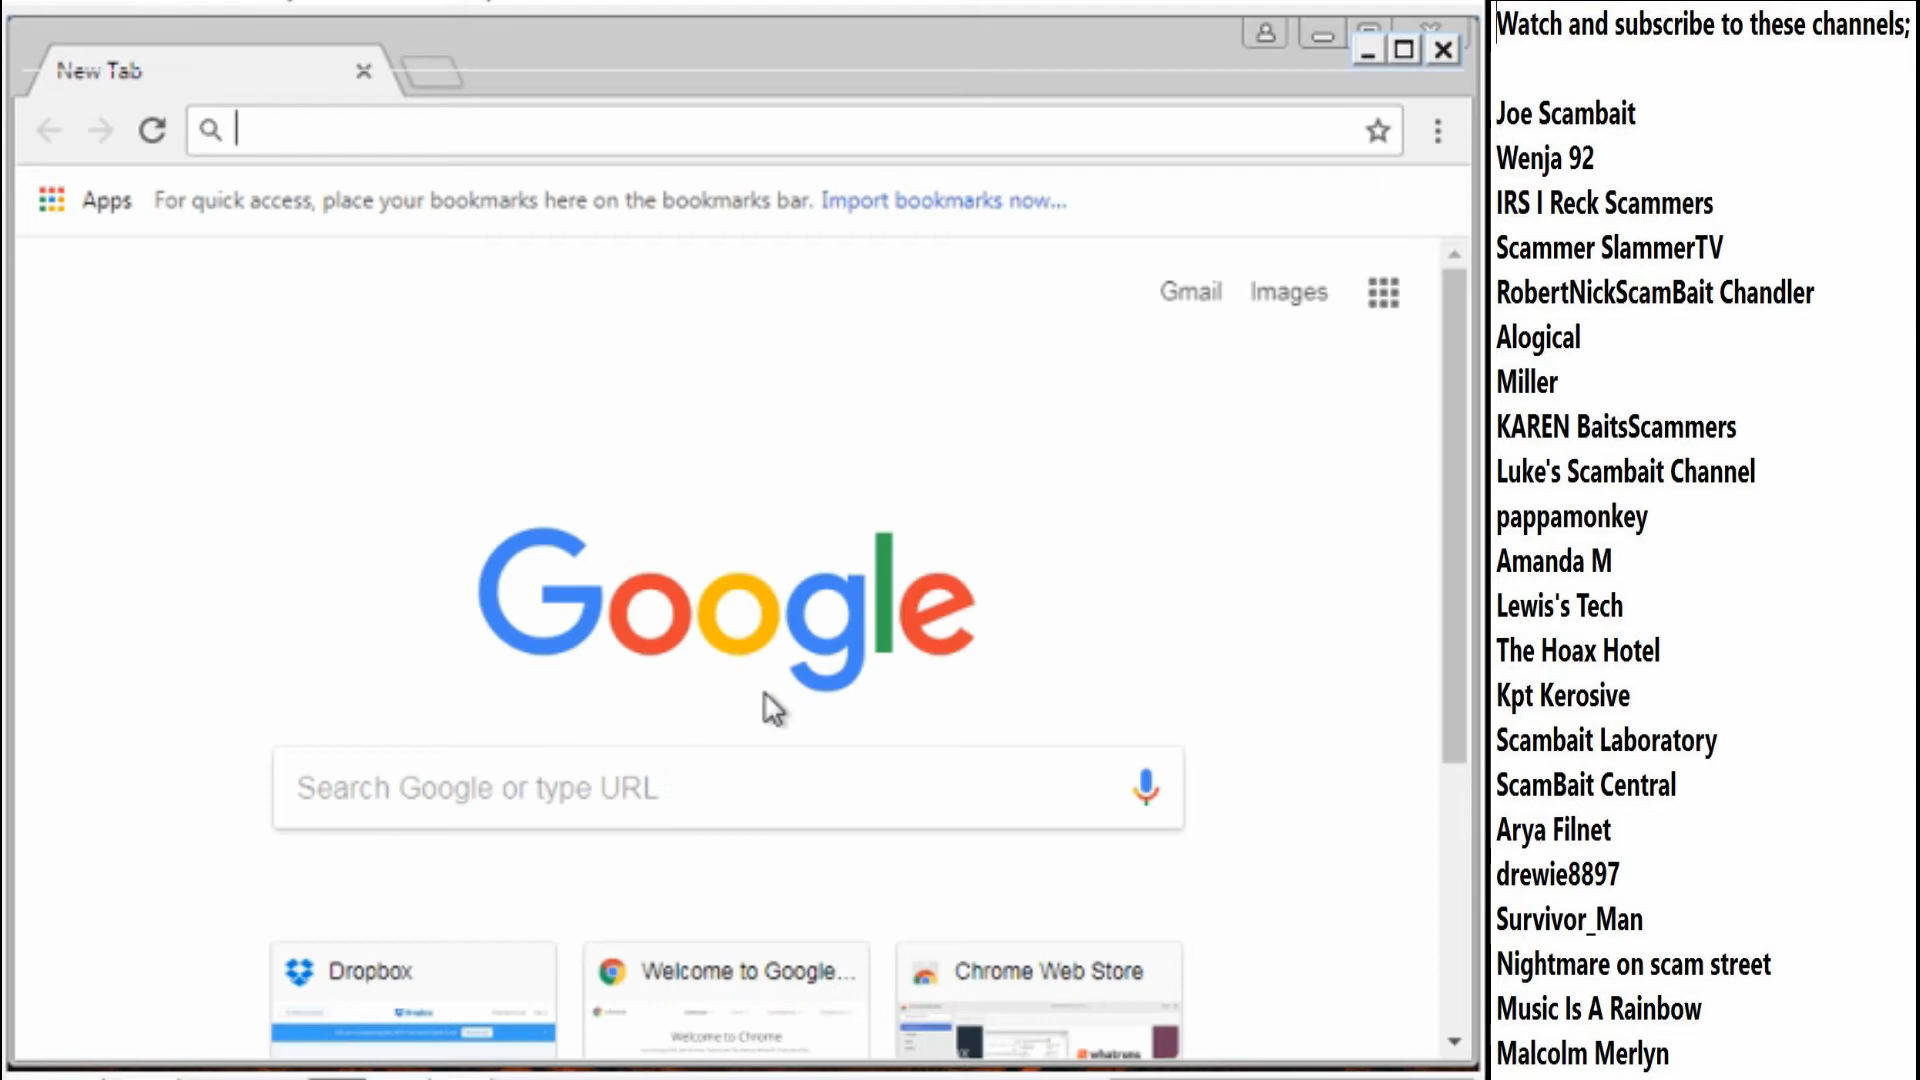 New Tab
Apps For quick access, place your bookmarks here on the bookmarks bar. Import bookmarks now...
Gmail Images
Google
Search Google or type URL
Dropbox
Welcome to Google...
Chrome Web Store
Dropbox
Welcome to Chrome
whatruns
Watch and subscribe to these channels;
Joe Scambait
Wenja 92
IRS I Reck Scammers
Scammer SlammerTV
RobertNickScamBait Chandler
Alogical
Miller
KAREN BaitsScammers
Luke's Scambait Channel
pappamonkey
Amanda M
Lewis's Tech
The Hoax Hotel
Kpt Kerosive
Scambait Laboratory
ScamBait Central
Arya Filnet
drewie8897
Survivor_Man
Nightmare on scam street
Music Is A Rainbow
Malcolm Merlyn